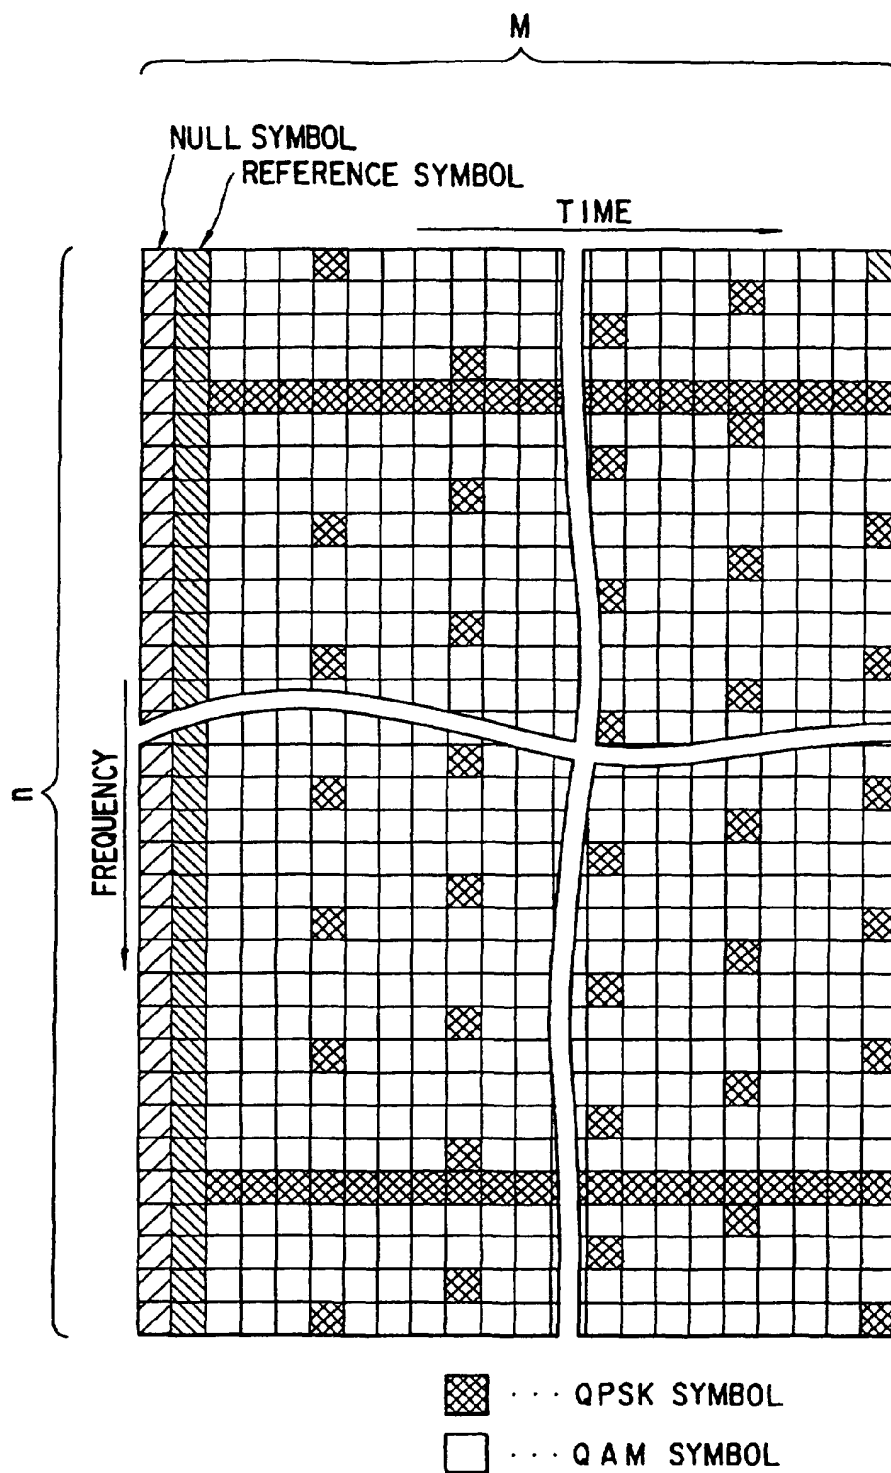 M
NULL SYMBOL
REFERENCE SYMBOL
TIME
n
FREQUENCY
··· QPSK SYMBOL
··· QAM SYMBOL